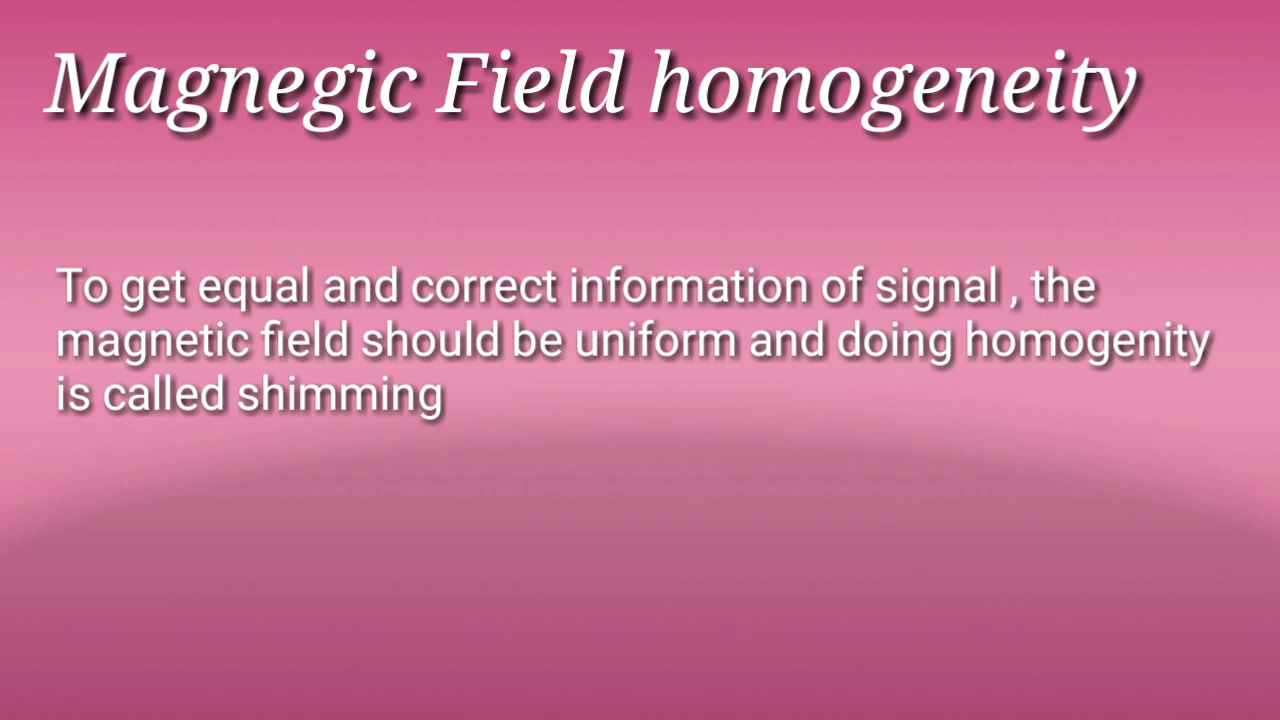 Magnegic Field homogeneity
To get equal and correct information of signal , the
magnetic field should be uniform and doing homogenity
is called shimming